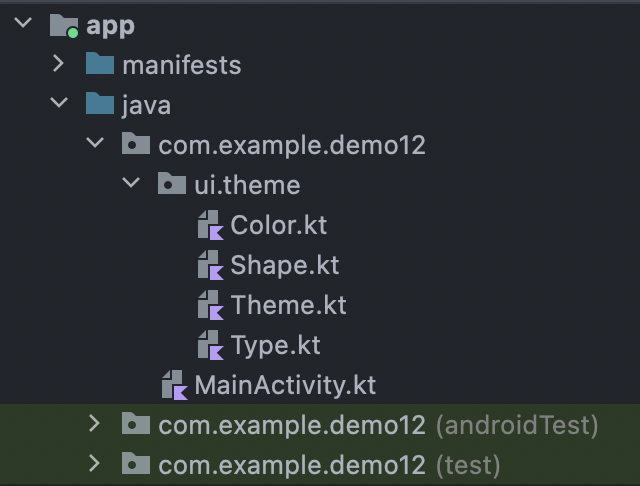 app
manifests
java
com.example.demo12
ui.theme
Color.kt
Shape.kt
Theme.kt
Type.kt
MainActivity.kt
com.example.demo12 (androidTest)
com.example.demo12 (test)